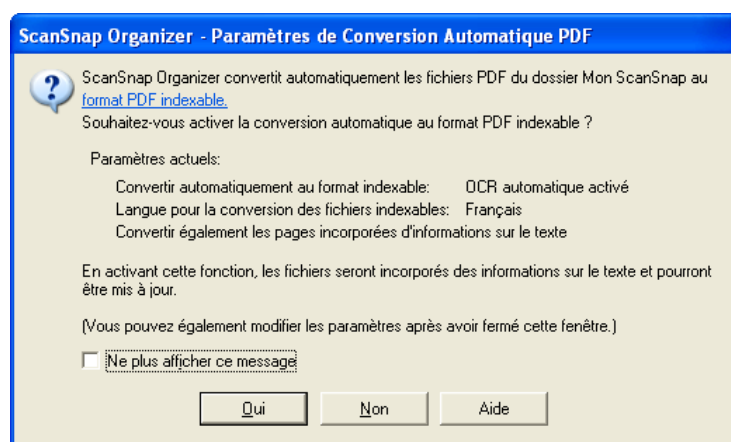 ScanSnap Organizer - Paramètres de Conversion Automatique PDF
ScanSnap Organizer convertit automatiquement les fichiers PDF du dossier Mon ScanSnap au
format PDF indexable.
Souhaitez-vous activer la conversion automatique au format PDF indexable ?
Paramètres actuels:
Convertir automatiquement au format indexable: OCR automatique activé
Langue pour la conversion des fichiers indexables: Français
Convertir également les pages incorporées d'informations sur le texte
En activant cette fonction, les fichiers seront incorporés des informations sur le texte et pourront
être mis à jour.
(Vous pouvez également modifier les paramètres après avoir fermé cette fenêtre.)
Ne plus afficher ce message
Oui Non Aide